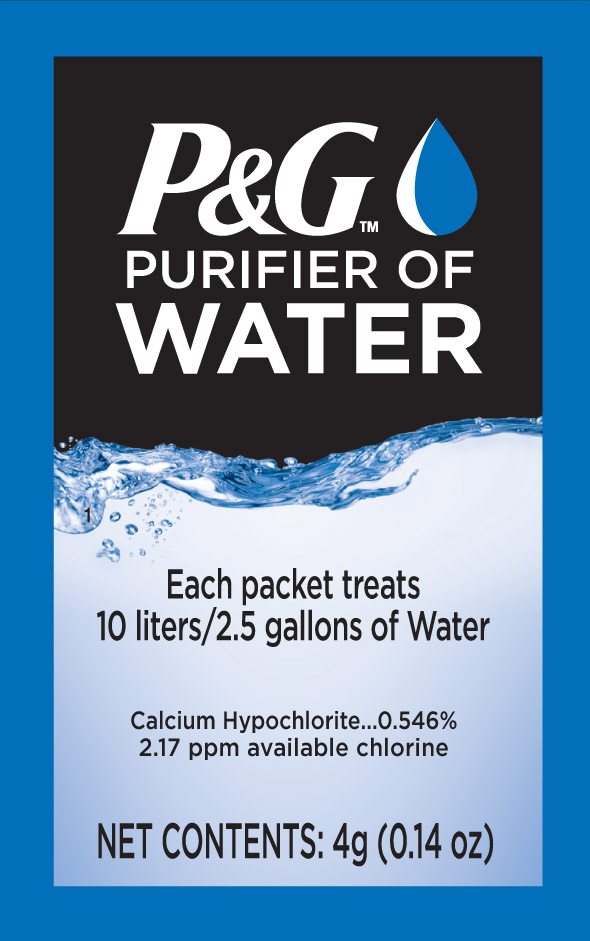 P&G™
PURIFIER OF
WATER
1
Each packet treats
10 liters/2.5 gallons of Water
Calcium Hypochlorite...0.546%
2.17 ppm available chlorine
NET CONTENTS: 4g (0.14 oz)